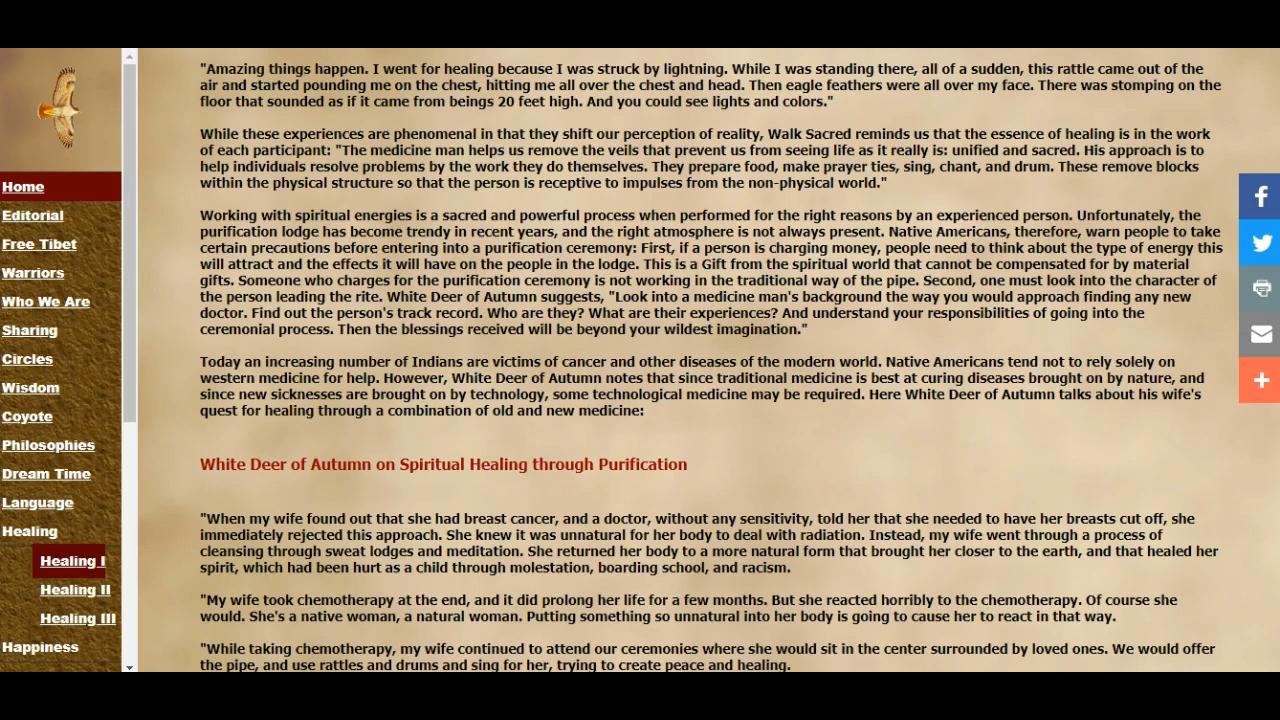 Home
Editorial
Free Tibet
Warriors
Who We Are
Sharing
Circles
Wisdom
Coyote
Philosophies
Dream Time
Language
Healing
Healing I
Healing II
Healing III
Happiness
"Amazing things happen. I went for healing because I was struck by lightning. While I was standing there, all of a sudden, this rattle came out of the
air and started pounding me on the chest, hitting me all over the chest and head. Then eagle feathers were all over my face. There was stomping on the
floor that sounded as if it came from beings 20 feet high. And you could see lights and colors."
While these experiences are phenomenal in that they shift our perception of reality, Walk Sacred reminds us that the essence of healing is in the work
of each participant: "The medicine man helps us remove the veils that prevent us from seeing life as it really is: unified and sacred. His approach is to
help individuals resolve problems by the work they do themselves. They prepare food, make prayer ties, sing, chant, and drum. These remove blocks
within the physical structure so that the person is receptive to impulses from the non-physical world."
Working with spiritual energies is a sacred and powerful process when performed for the right reasons by an experienced person. Unfortunately, the
purification lodge has become trendy in recent years, and the right atmosphere is not always present. Native Americans, therefore, warn people to take
certain precautions before entering into a purification ceremony: First, if a person is charging money, people need to think about the type of energy this
will attract and the effects it will have on the people in the lodge. This is a Gift from the spiritual world that cannot be compensated for by material
gifts. Someone who charges for the purification ceremony is not working in the traditional way of the pipe. Second, one must look into the character of
the person leading the rite. White Deer of Autumn suggests, "Look into a medicine man's background the way you would approach finding any new
doctor. Find out the person's track record. Who are they? What are their experiences? And understand your responsibilities of going into the
ceremonial process. Then the blessings received will be beyond your wildest imagination."
Today an increasing number of Indians are victims of cancer and other diseases of the modern world. Native Americans tend not to rely solely on
western medicine for help. However, White Deer of Autumn notes that since traditional medicine is best at curing diseases brought on by nature, and
since new sicknesses are brought on by technology, some technological medicine may be required. Here White Deer of Autumn talks about his wife's
quest for healing through a combination of old and new medicine:
White Deer of Autumn on Spiritual Healing through Purification
"When my wife found out that she had breast cancer, and a doctor, without any sensitivity, told her that she needed to have her breasts cut off, she
immediately rejected this approach. She knew it was unnatural for her body to deal with radiation. Instead, my wife went through a process of
cleansing through sweat lodges and meditation. She returned her body to a more natural form that brought her closer to the earth, and that healed her
spirit, which had been hurt as a child through molestation, boarding school, and racism.
"My wife took chemotherapy at the end, and it did prolong her life for a few months. But she reacted horribly to the chemotherapy. Of course she
would. She's a native woman, a natural woman. Putting something so unnatural into her body is going to cause her to react in that way.
"While taking chemotherapy, my wife continued to attend our ceremonies where she would sit in the center surrounded by loved ones. We would offer
the pipe, and use rattles and drums and sing for her, trying to create peace and healing.